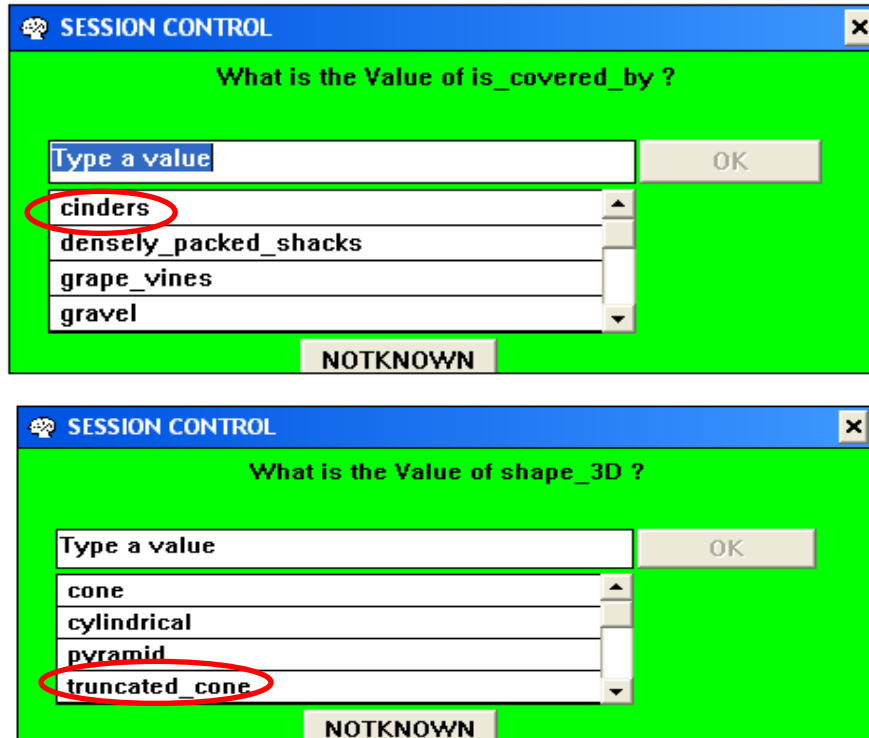 SESSION CONTROL
What is the Value of is_covered_by ?
Type a value
OK
cinders
densely_packed_shacks
grape_vines
gravel
NOTKNOWN
SESSION CONTROL
What is the Value of shape_3D ?
Type a value
OK
cone
cylindrical
pyramid
truncated_cone
NOTKNOWN